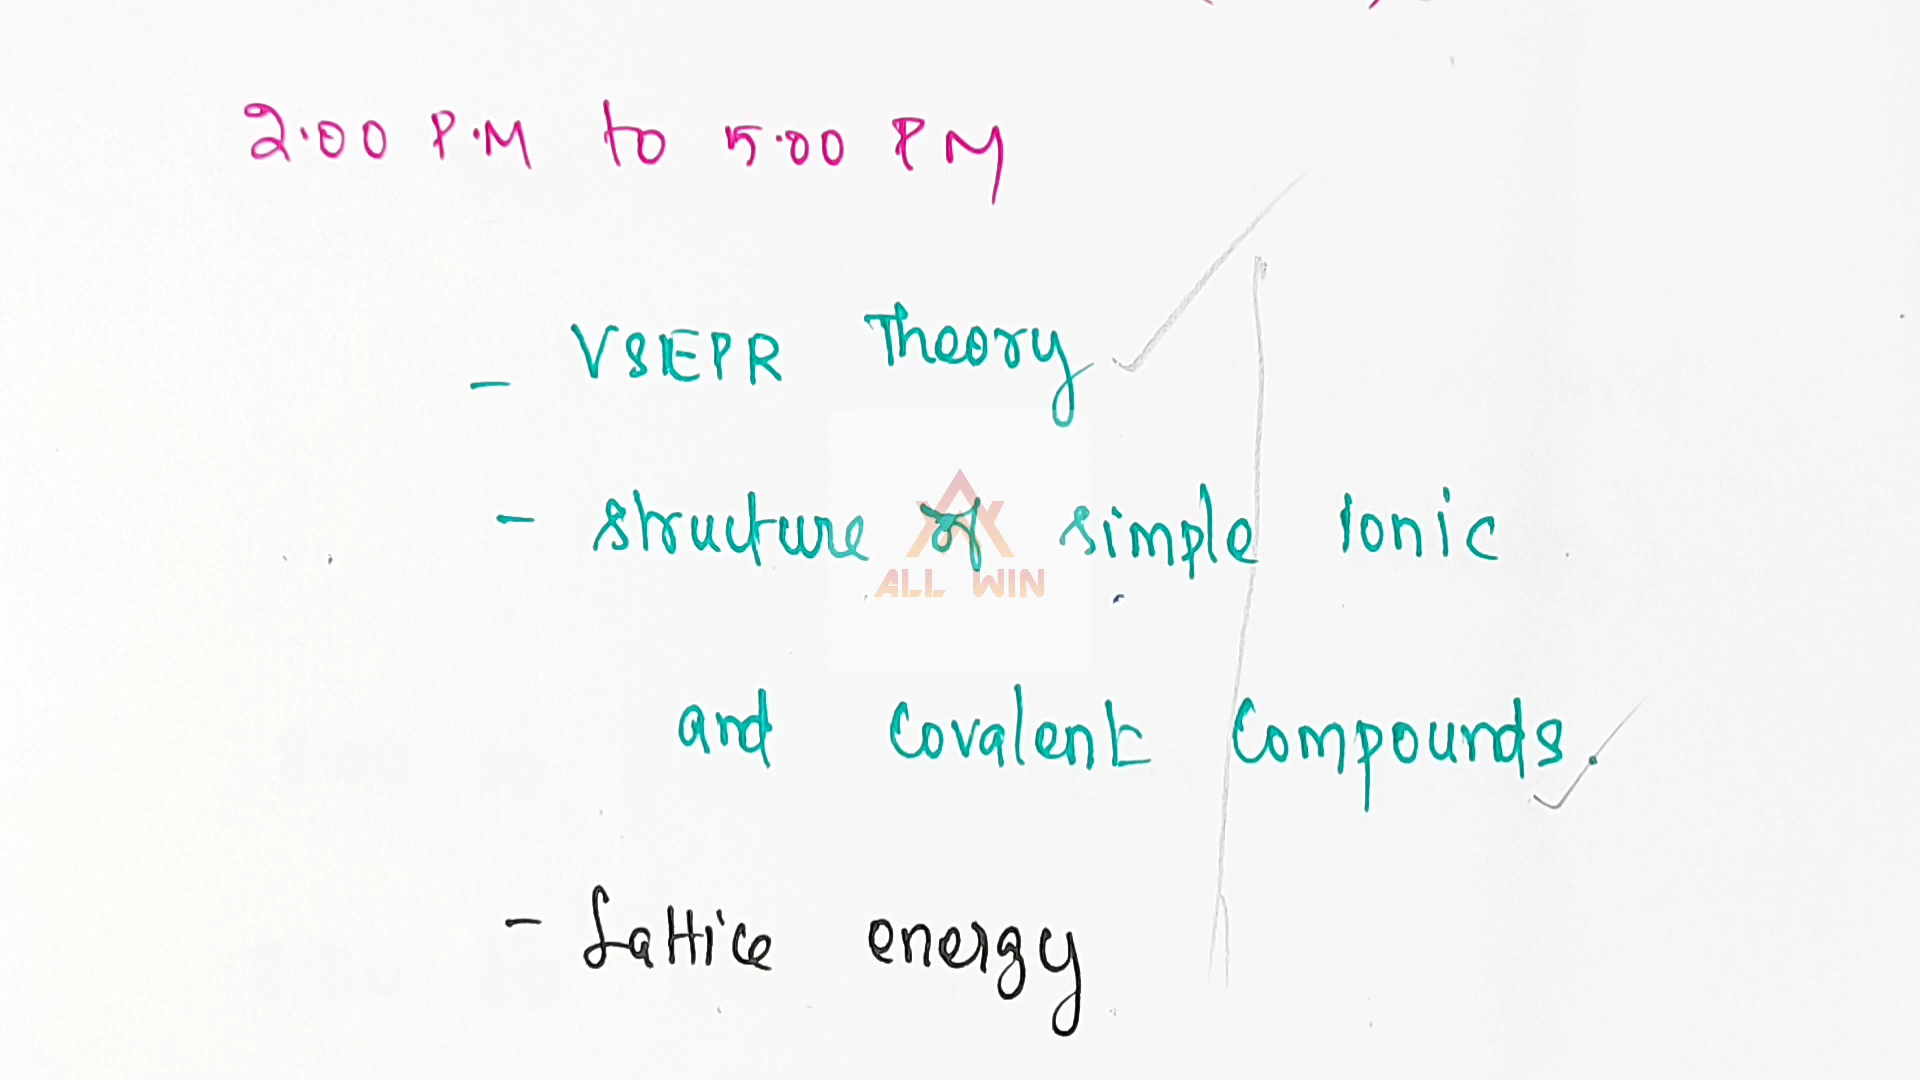 2.00 P.M to 5.00 PM
- VSEPR Theory
- structure of simple Ionic
ALL WIN
and Covalent Compounds.
- Lattice energy